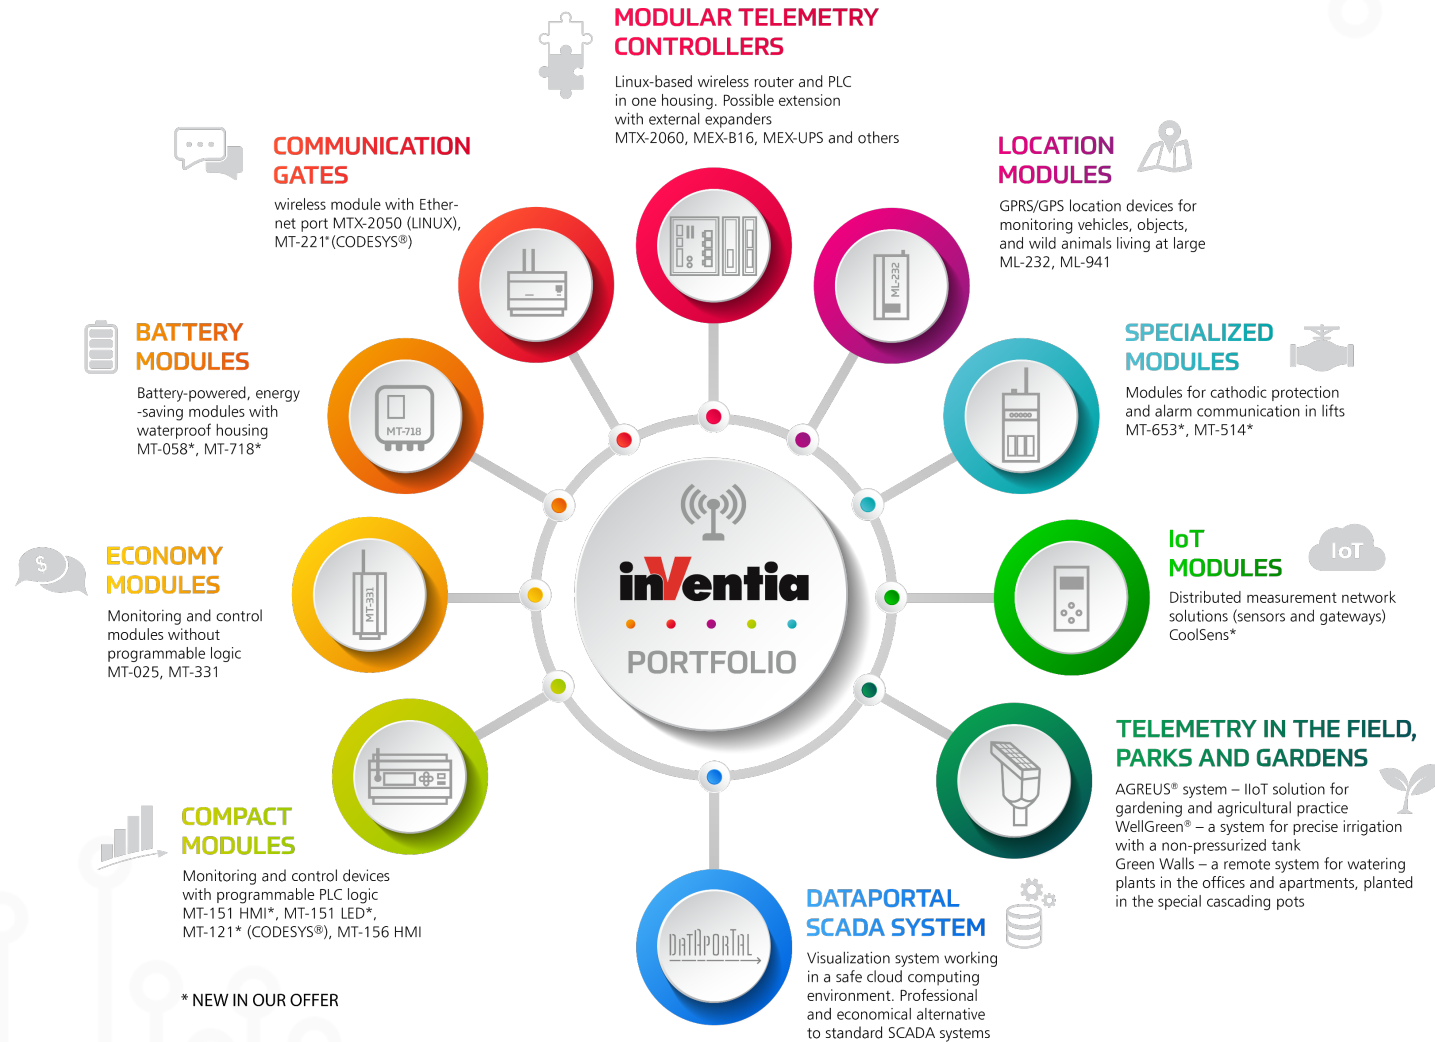 MODULAR TELEMETRY
CONTROLLERS
Linux-based wireless router and PLC
in one housing. Possible extension
with external expanders
MTX-2060, MEX-B16, MEX-UPS and others
COMMUNICATION
GATES
wireless module with Ether-
net port MTX-2050 (LINUX),
MT-221*(CODESYS®)
LOCATION
MODULES
GPRS/GPS location devices for
monitoring vehicles, objects,
and wild animals living at large
ML-232, ML-941
ML-232
BATTERY
MODULES
Battery-powered, energy
-saving modules with
waterproof housing
MT-058*, MT-718*
MT-718
SPECIALIZED
MODULES
Modules for cathodic protection
and alarm communication in lifts
MT-653*, MT-514*
ECONOMY
MODULES
Monitoring and control
modules without
programmable logic
MT-025, MT-331
$
MT-331
inVentia
PORTFOLIO
IoT
MODULES
IoT
Distributed measurement network
solutions (sensors and gateways)
CoolSens*
COMPACT
MODULES
Monitoring and control devices
with programmable PLC logic
MT-151 HMI*, MT-151 LED*,
MT-121* (CODESYS®), MT-156 HMI
TELEMETRY IN THE FIELD,
PARKS AND GARDENS
AGREUS® system – IIoT solution for
gardening and agricultural practice
WellGreen® – a system for precise irrigation
with a non-pressurized tank
Green Walls – a remote system for watering
plants in the offices and apartments, planted
in the special cascading pots
DATAPORTAL
DATAPORTAL
SCADA SYSTEM
Visualization system working
in a safe cloud computing
environment. Professional
and economical alternative
to standard SCADA systems
* NEW IN OUR OFFER